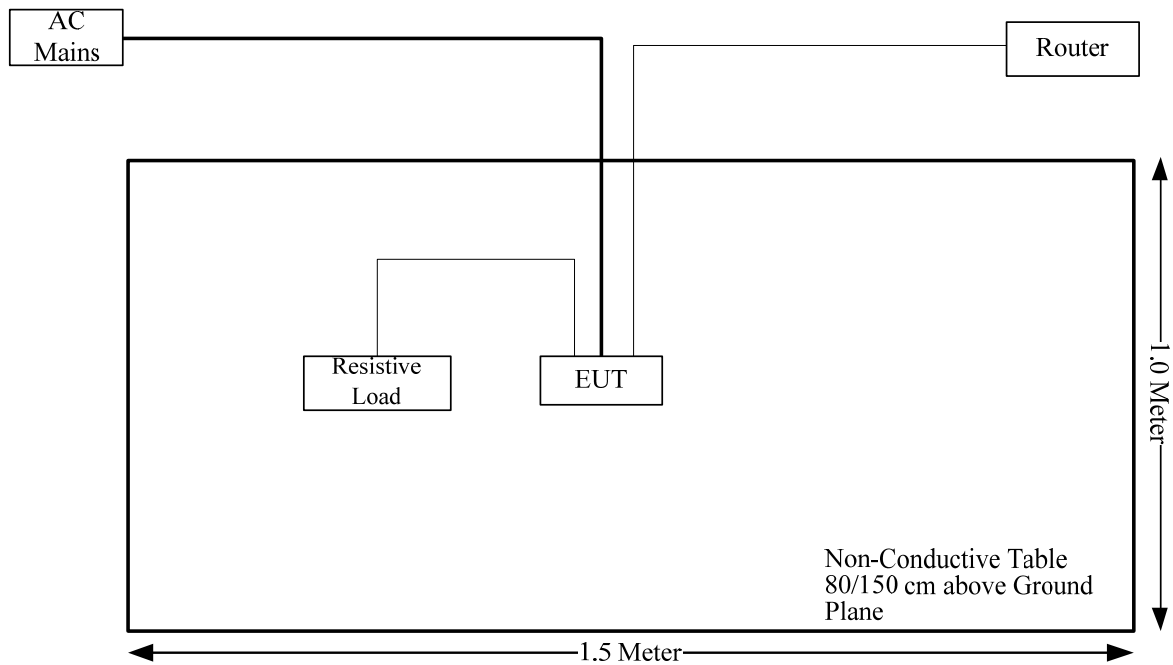 AC
Mains
Router
Resistive
Load
EUT
1.0 Meter
Non-Conductive Table
80/150 cm above Ground
Plane
1.5 Meter